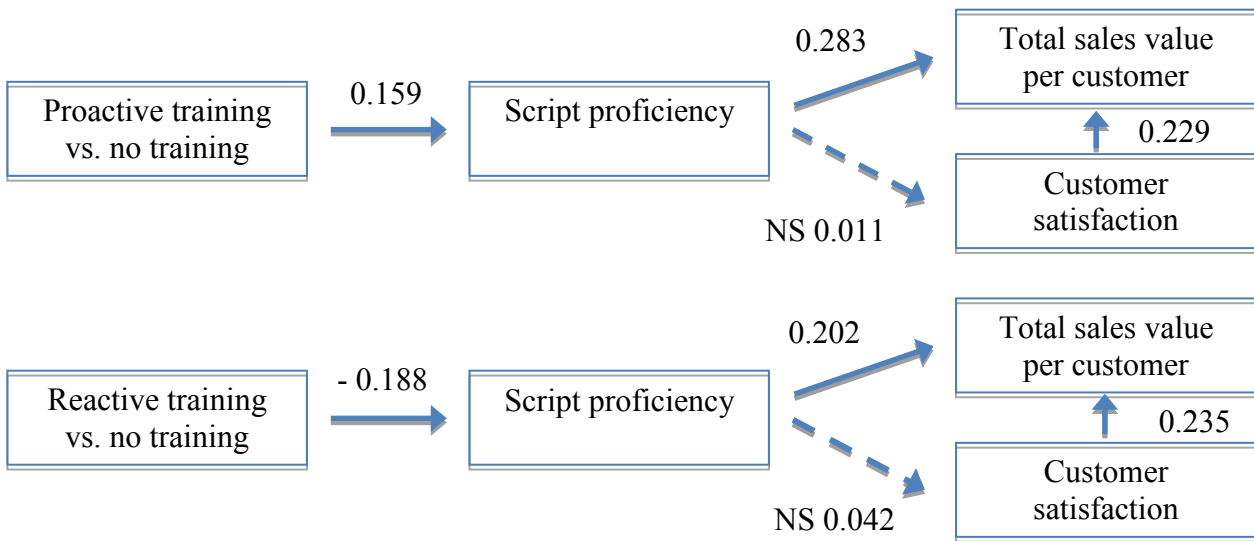 Proactive training
vs. no training
0.159
Script proficiency
0.283
NS 0.011
Total sales value
per customer
0.229
Customer
satisfaction
Reactive training
vs. no training
- 0.188
Script proficiency
0.202
NS 0.042
Total sales value
per customer
0.235
Customer
satisfaction